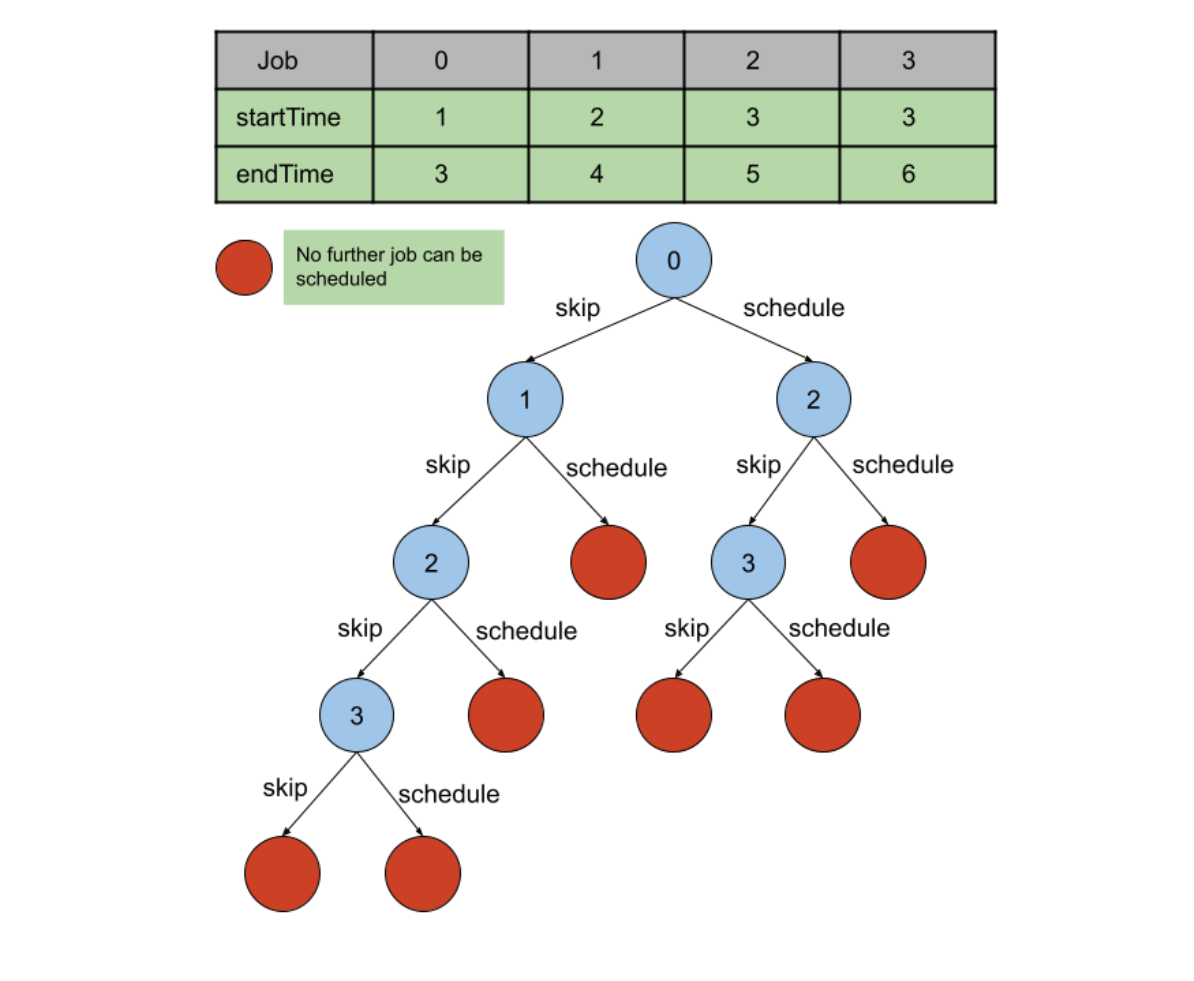 Job 0 1 2 3
startTime 1 2 3 3
endTime 3 4 5 6
No further job can be
scheduled
0
skip schedule
1 2
skip schedule skip schedule
2 3
skip schedule skip schedule
3
skip schedule